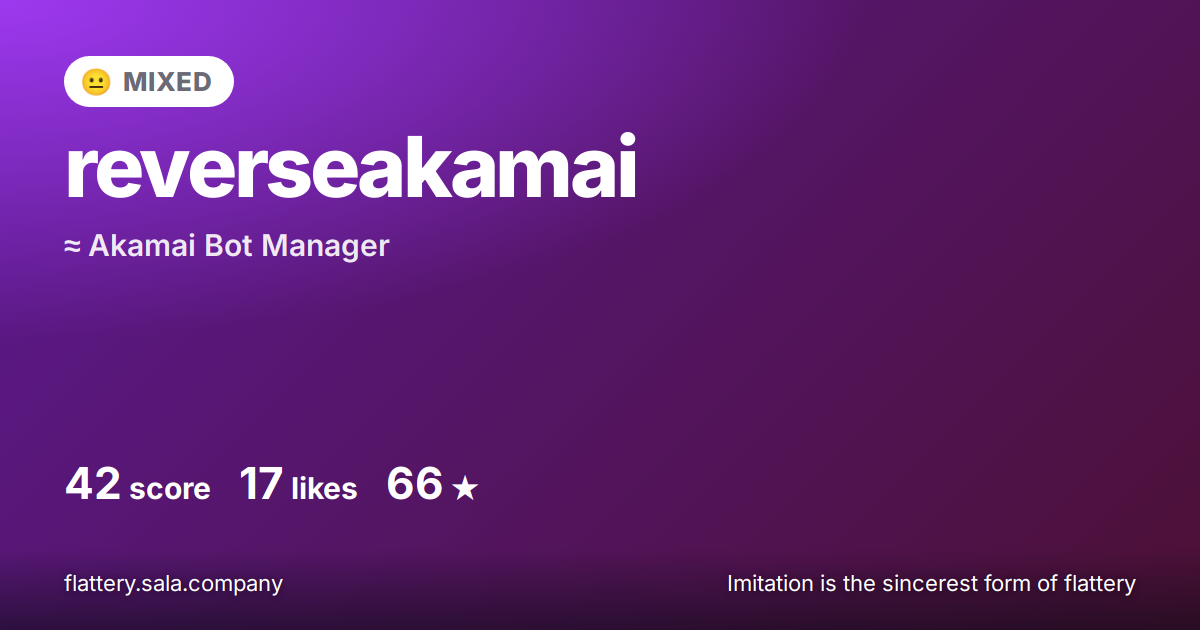 😐 MIXED
reverseakamai
≈ Akamai Bot Manager
42 score 17 likes 66 ★
flattery.sala.company
Imitation is the sincerest form of flattery